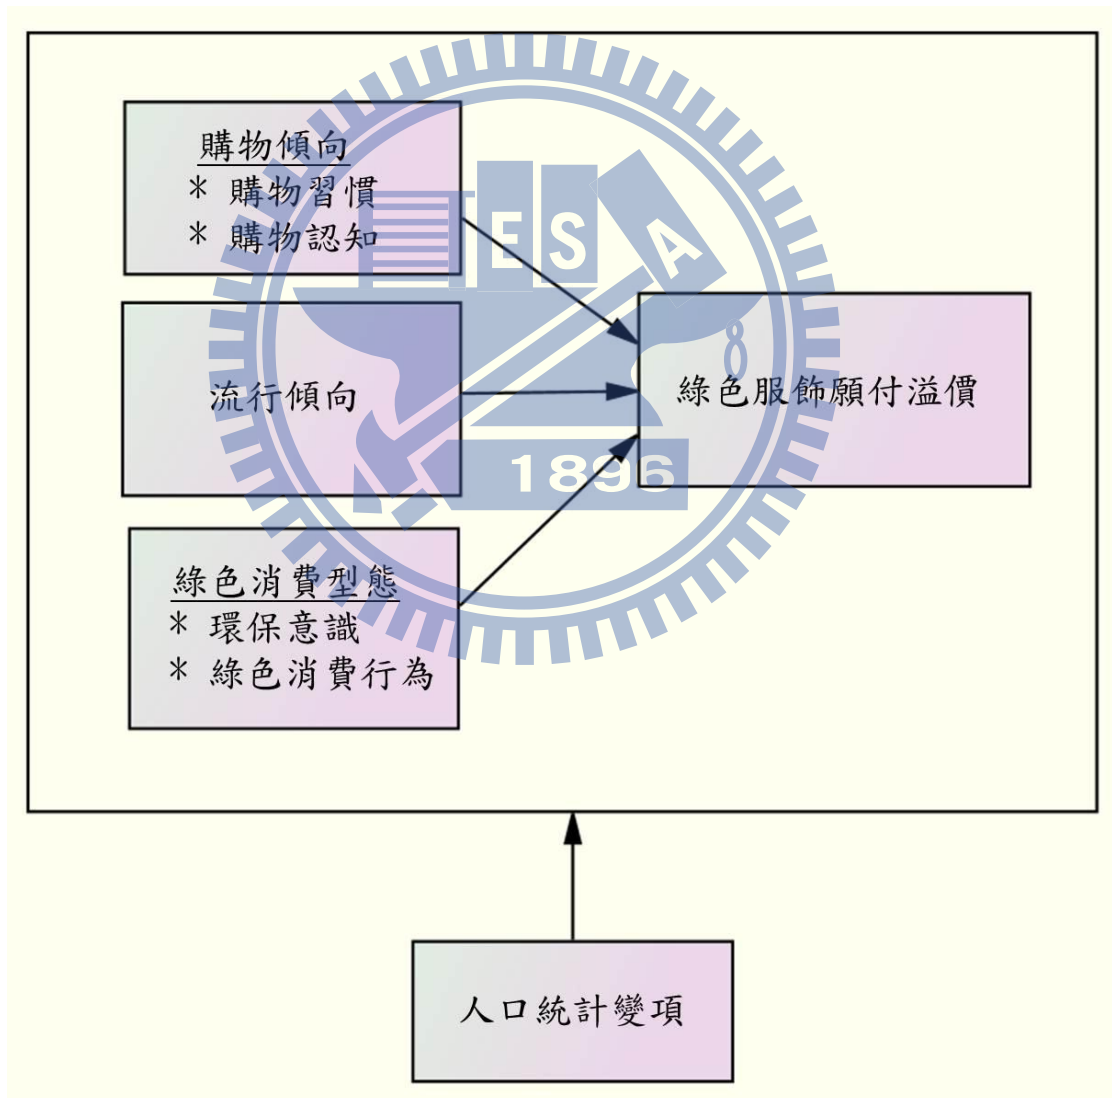 購物傾向
* 購物習慣
* 購物認知
流行傾向
綠色服飾願付溢價
綠色消費型態
* 環保意識
* 綠色消費行為
人口統計變項
E S A
8
1896